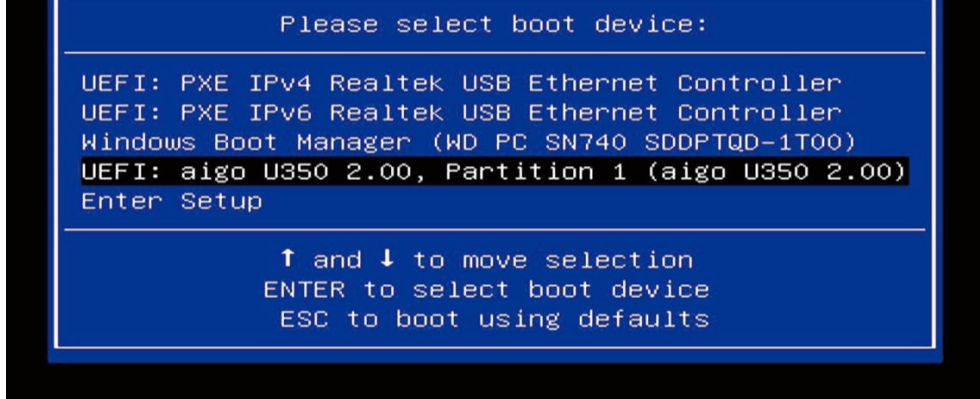 Please select boot device:
UEFI: PXE IPv4 Realtek USB Ethernet Controller
UEFI: PXE IPv6 Realtek USB Ethernet Controller
Windows Boot Manager (WD PC SN740 SDDPTQD-1T00)
UEFI: aigo U350 2.00, Partition 1 (aigo U350 2.00)
Enter Setup
↑ and ↓ to move selection
ENTER to select boot device
ESC to boot using defaults